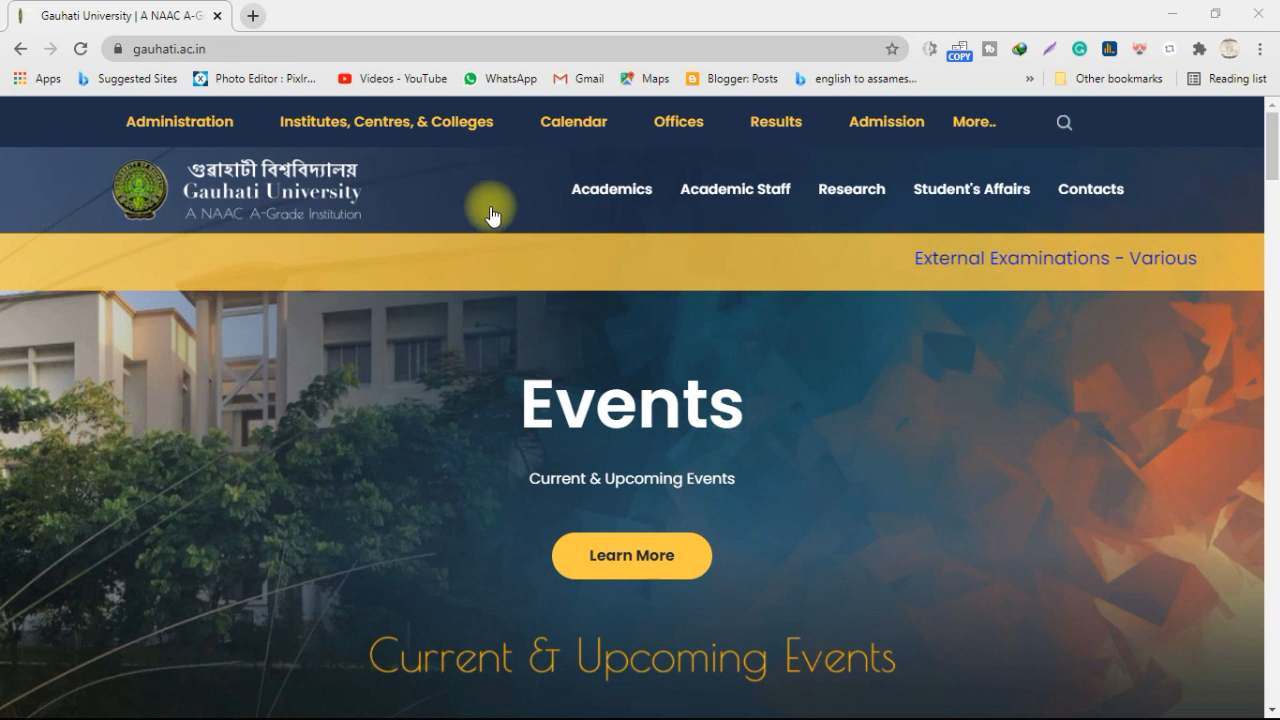 Gauhati University | A NAAC A-G
gauhati.ac.in
COPY
Apps Suggested Sites Photo Editor : Pixlr... Videos - YouTube WhatsApp Gmail Maps Blogger: Posts english to assames... » Other bookmarks Reading list
Administration Institutes, Centres, & Colleges Calendar Offices Results Admission More..
গুৱাহাটী বিশ্ববিদ্যালয়
Gauhati University
A NAAC A-Grade Institution
Academics Academic Staff Research Student's Affairs Contacts
External Examinations - Various
Events
Current & Upcoming Events
Learn More
Current & Upcoming Events